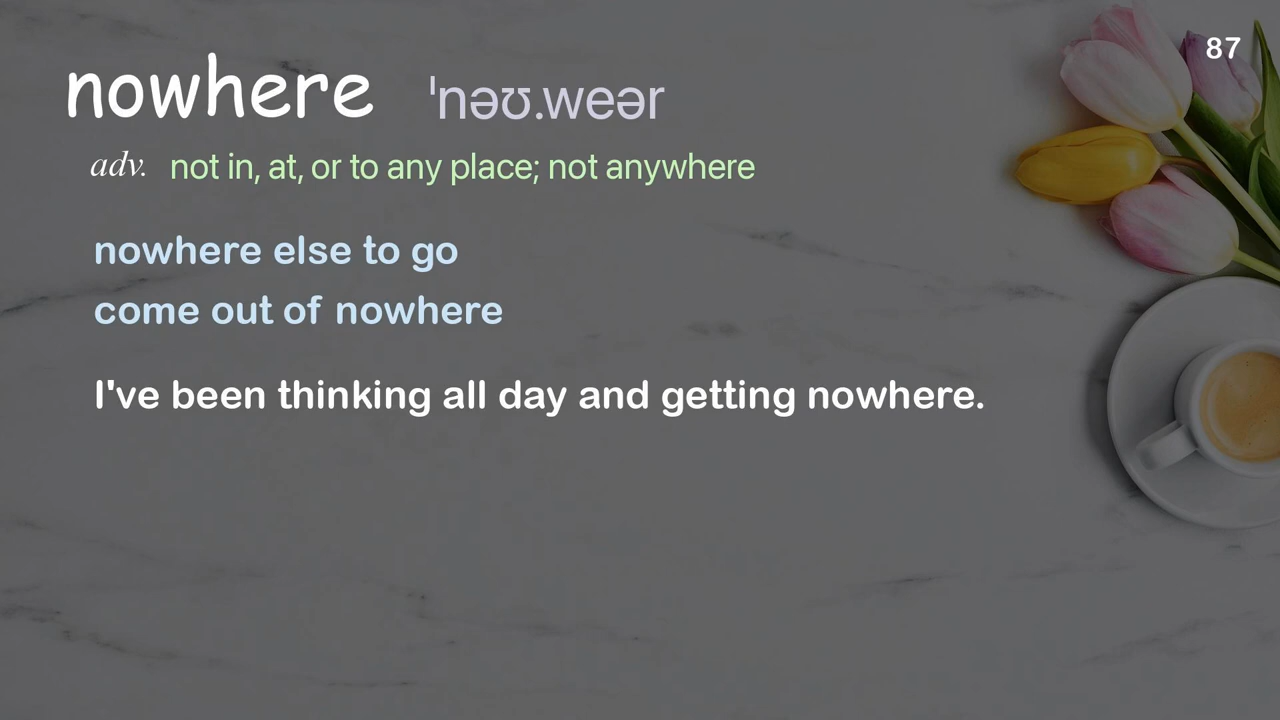 87
nowhere ˈnəʊ.weər
adv. not in, at, or to any place; not anywhere
nowhere else to go
come out of nowhere
I've been thinking all day and getting nowhere.